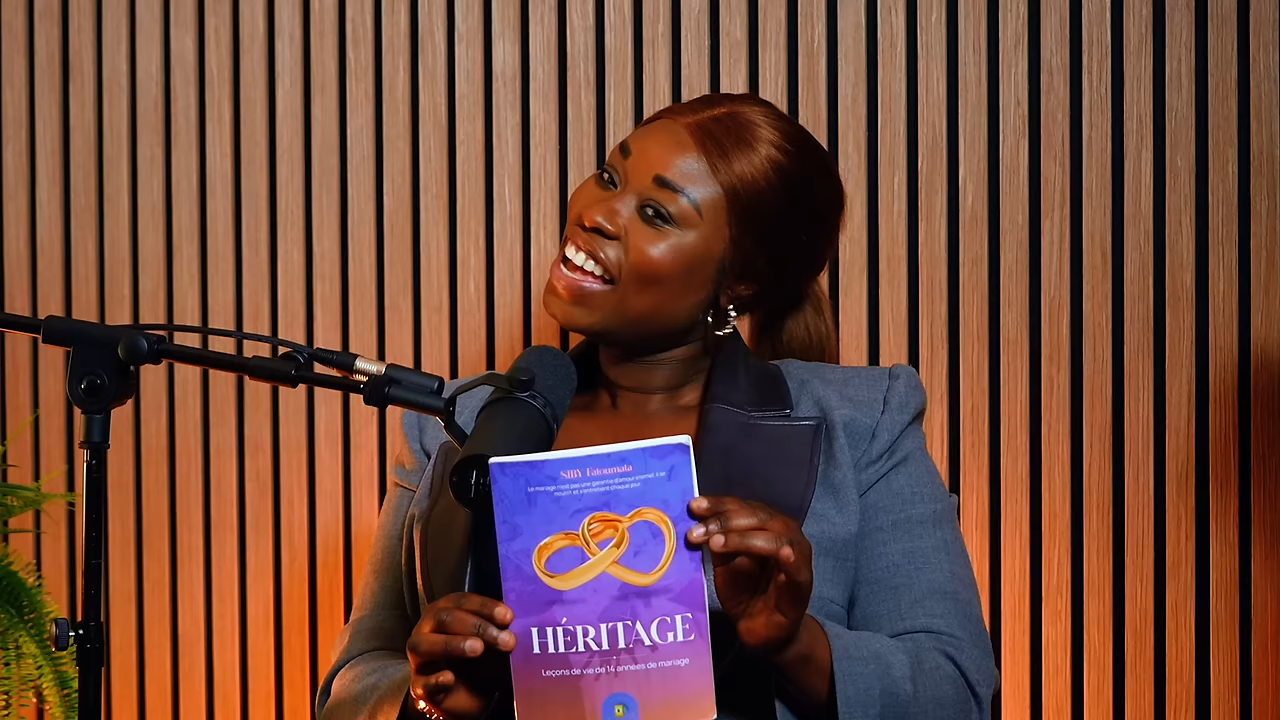 SIBY Fatoumata
Le mariage n'est pas une garantie d'amour éternel, il se
nourrit et s'entretient chaque jour.
HÉRITAGE
Leçons de vie de 14 années de mariage